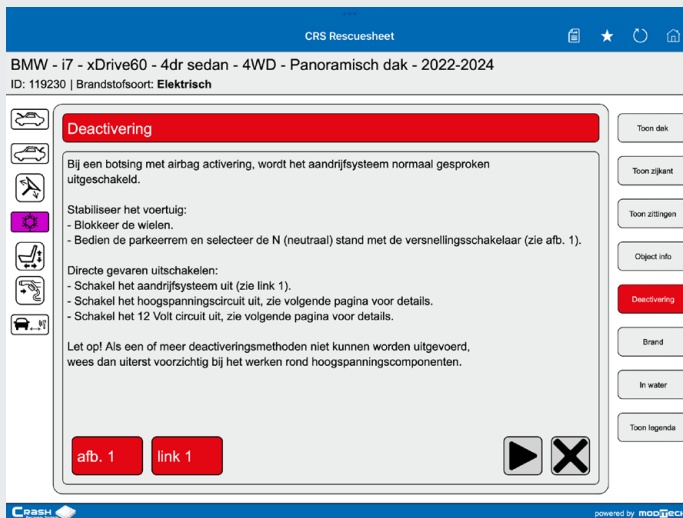 CRS Rescuesheet
BMW - i7 - xDrive60 - 4dr sedan - 4WD - Panoramisch dak - 2022-2024
ID: 119230 | Brandstofsoort: Elektrisch
Deactivering
Bij een botsing met airbag activering, wordt het aandrijfsysteem normaal gesproken
uitgeschakeld.
Stabiliseer het voertuig:
- Blokkeer de wielen.
- Bedien de parkeerrem en selecteer de N (neutraal) stand met de versnellingsschakelaar (zie afb. 1).
Directe gevaren uitschakelen:
- Schakel het aandrijfsysteem uit (zie link 1).
- Schakel het hoogspanningscircuit uit, zie volgende pagina voor details.
- Schakel het 12 Volt circuit uit, zie volgende pagina voor details.
Let op! Als een of meer deactiveringsmethoden niet kunnen worden uitgevoerd,
wees dan uiterst voorzichtig bij het werken rond hoogspanningscomponenten.
afb. 1
link 1
Toon dak
Toon zijkant
Toon zittingen
Object info
Deactivering
Brand
In water
Toon legenda
CRASH
powered by MODITECH